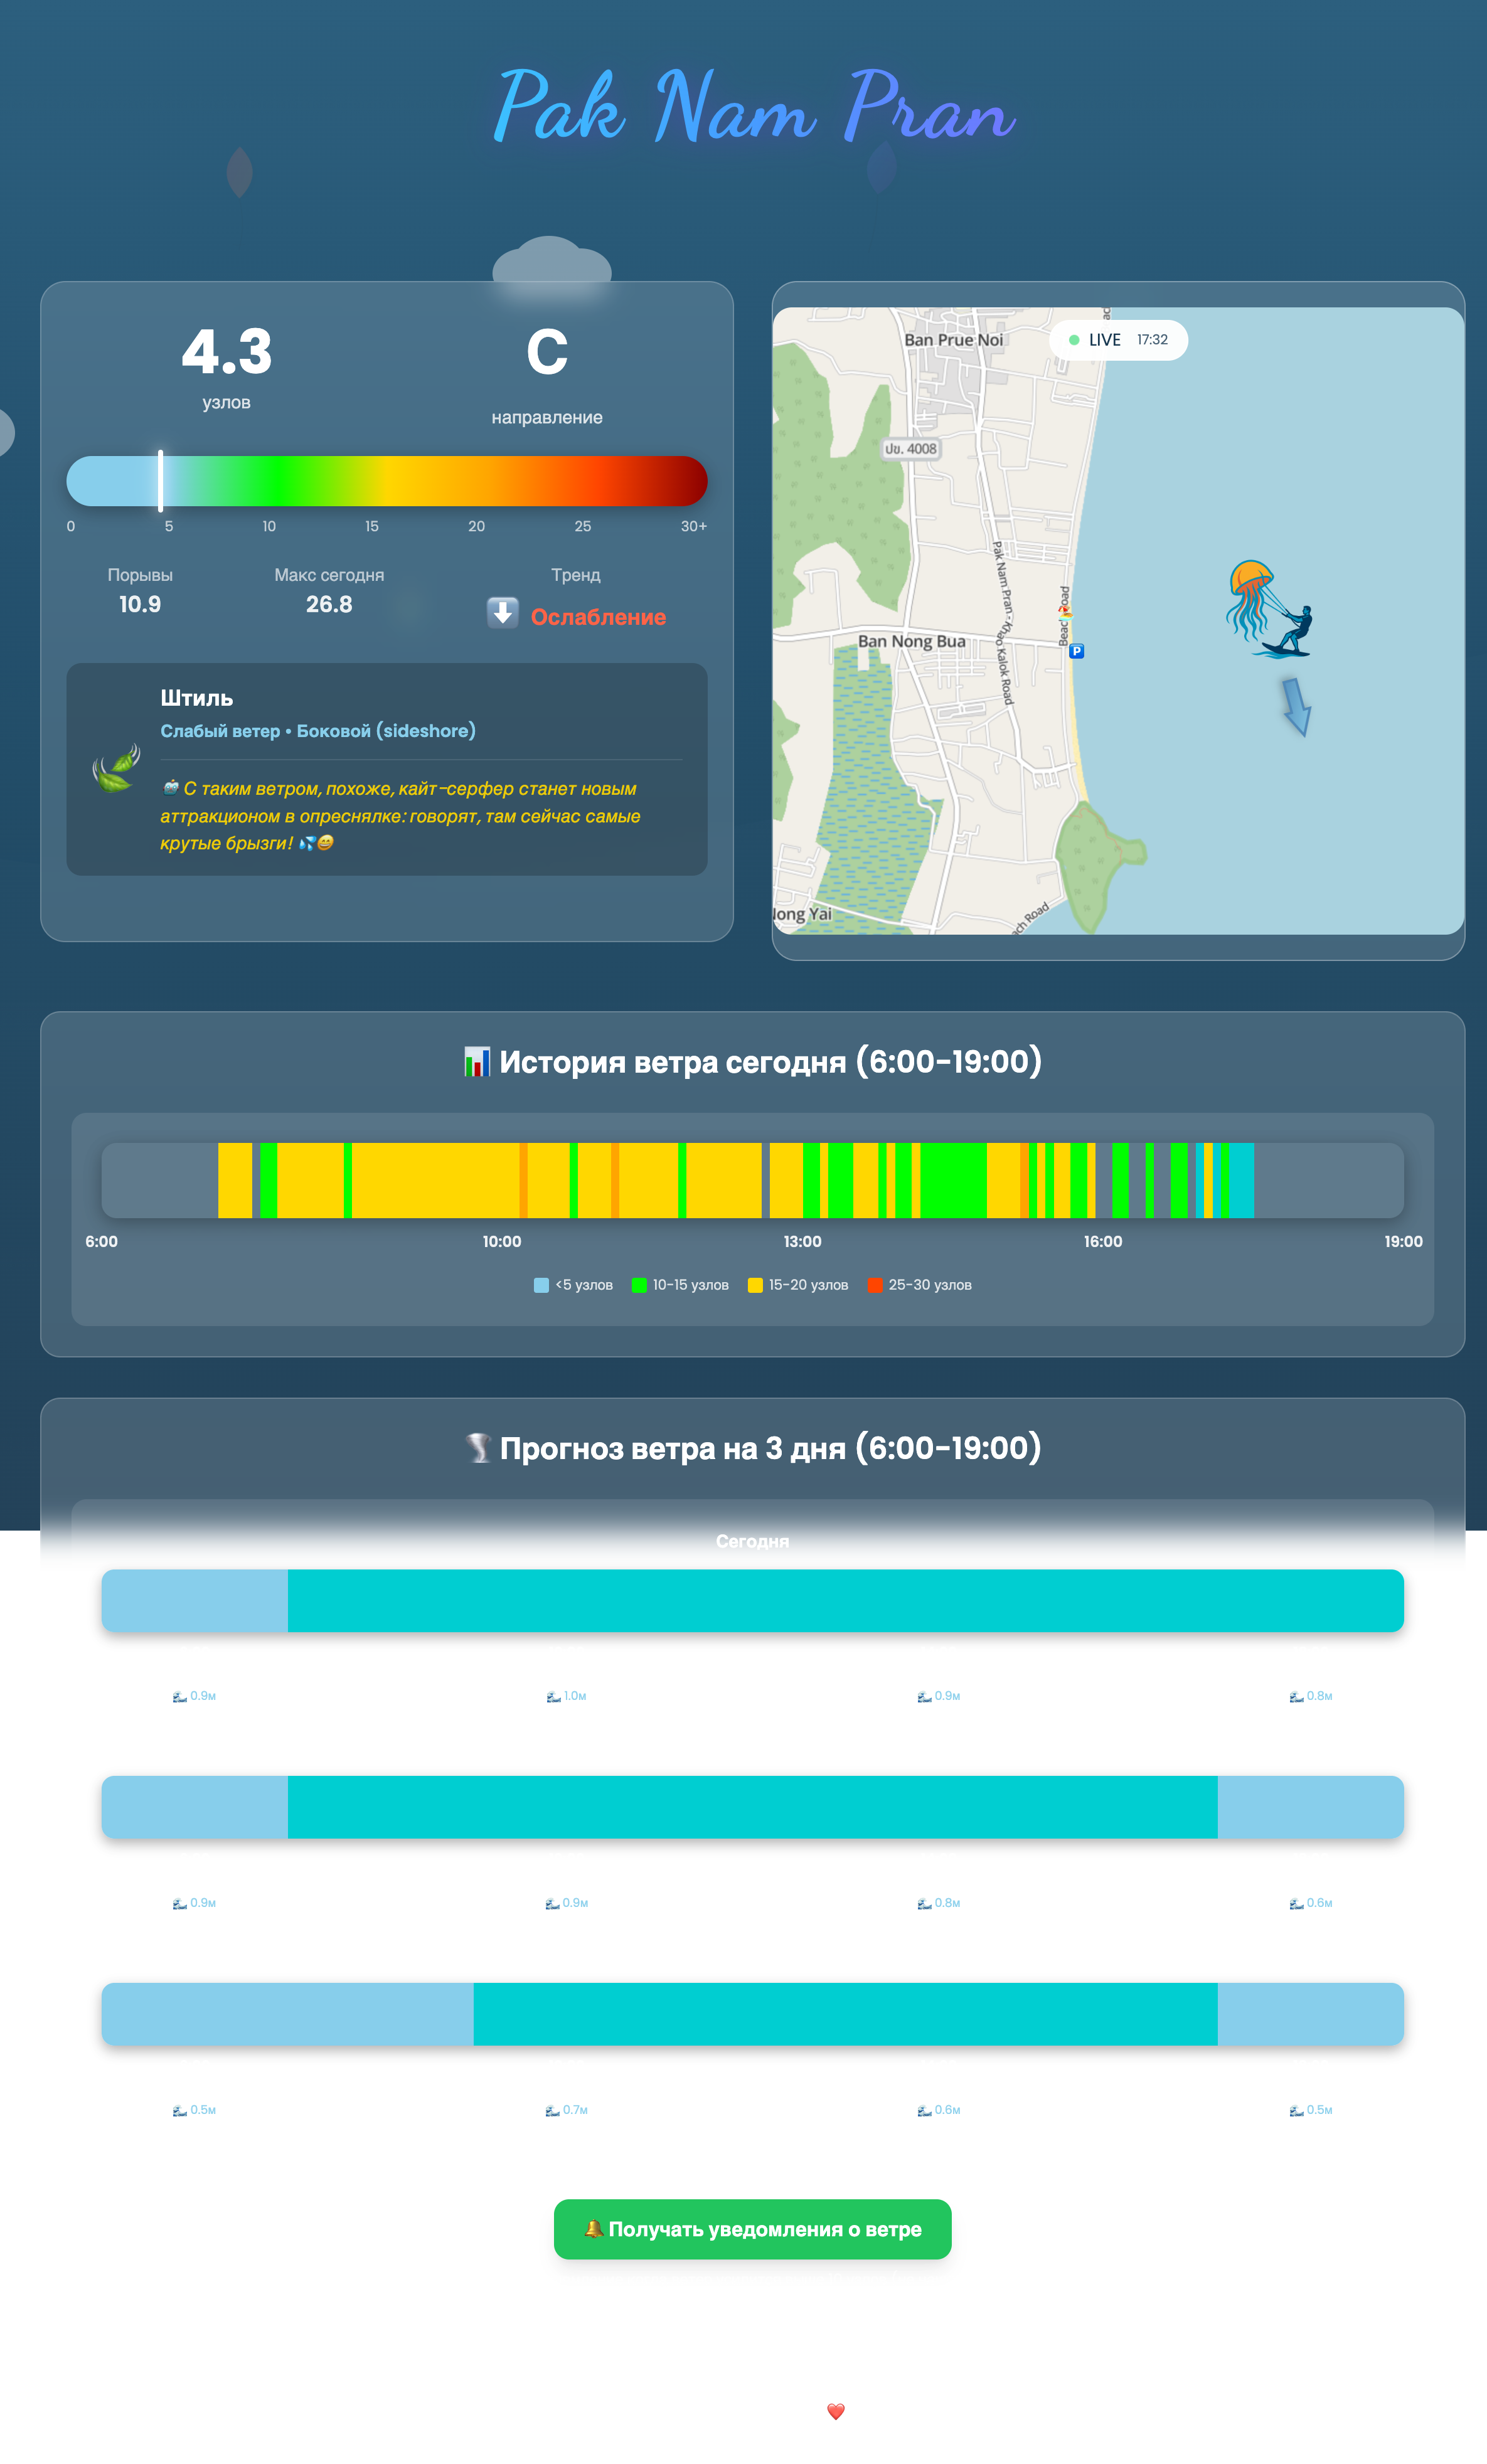 Pak Nam Pran
4.3
узлов
С
направление
0 5 10 15 20 25 30+
Порывы
10.9
Макс сегодня
26.8
Тренд
⬇️ Ослабление
Штиль
Слабый ветер • Боковой (sideshore)
С таким ветром, похоже, кайт-серфер станет новым
аттракционом в опреснялке: говорят, там сейчас самые
крутые брызги! 💦😅
LIVE 17:32
Ban Prue Noi
ปข. 4008
Pak Nam Pran - Khao Kalok Road
Ban Nong Bua
Beach Road
P
📊 История ветра сегодня (6:00-19:00)
6:00 10:00 13:00 16:00 19:00
<5 узлов 10-15 узлов 15-20 узлов 25-30 узлов
🌪️ Прогноз ветра на 3 дня (6:00-19:00)
Сегодня
🌊 0.9м 🌊 1.0м 🌊 0.9м 🌊 0.8м
🌊 0.9м 🌊 0.9м 🌊 0.8м 🌊 0.6м
🌊 0.5м 🌊 0.7м 🌊 0.6м 🌊 0.5м
🔔 Получать уведомления о ветре
❤️